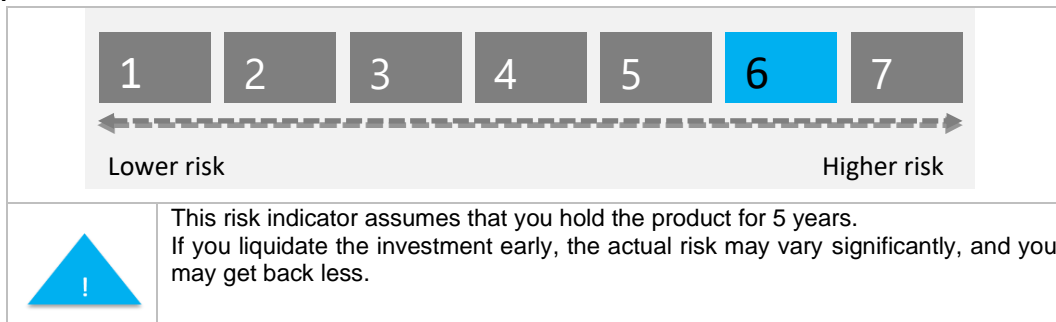 1 2 3 4 5 6 7
Lower risk Higher risk
This risk indicator assumes that you hold the product for 5 years.
If you liquidate the investment early, the actual risk may vary significantly, and you
may get back less.
!